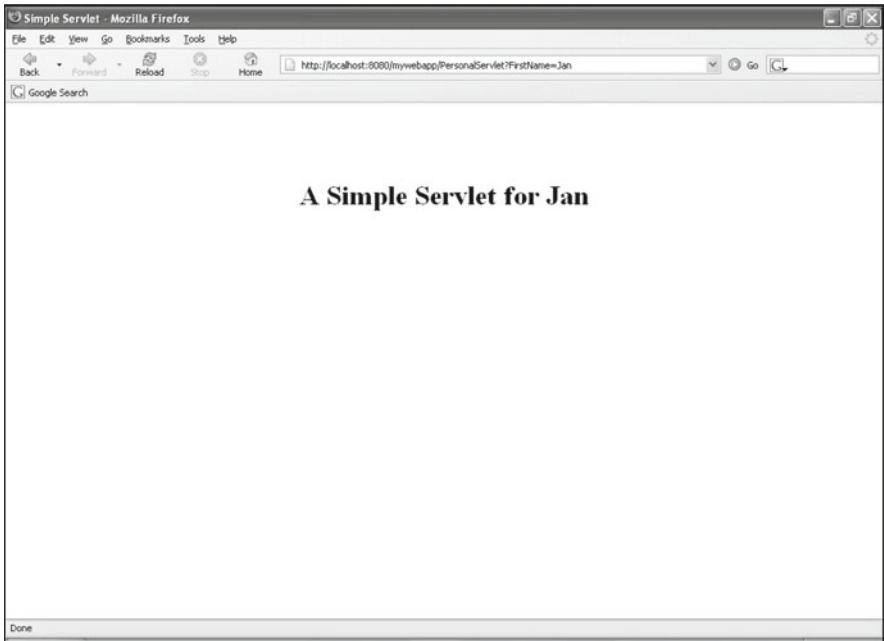 Simple Servlet - Mozilla Firefox
File Edit View Go Bookmarks Tools Help
Back Forward Reload Stop Home http://localhost:8080/mywebapp/PersonalServlet?FirstName=Jan Go G
G Google Search
A Simple Servlet for Jan
Done